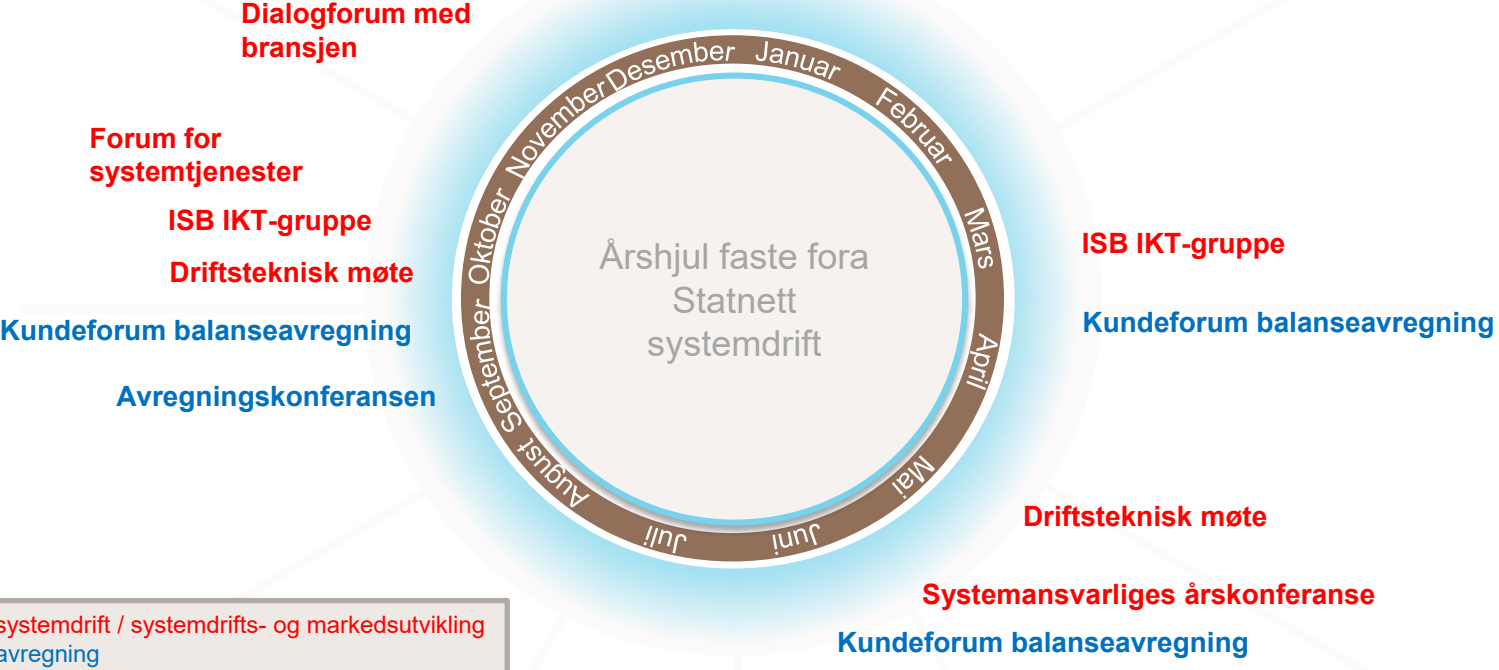 Dialogforum med
bransjen
Desember
Januar
November
Februar
Forum for
systemtjenester
ISB IKT-gruppe
Oktober
Mars
ISB IKT-gruppe
Driftsteknisk møte
Årshjul faste fora
Statnett
systemdrift
Kundeforum balanseavregning
September
April
Kundeforum balanseavregning
Avregningskonferansen
August
Mai
Juli
Juni
Driftsteknisk møte
Systemansvarliges årskonferanse
Kundeforum balanseavregning
systemdrift / systemdrifts- og markedsutvikling
avregning